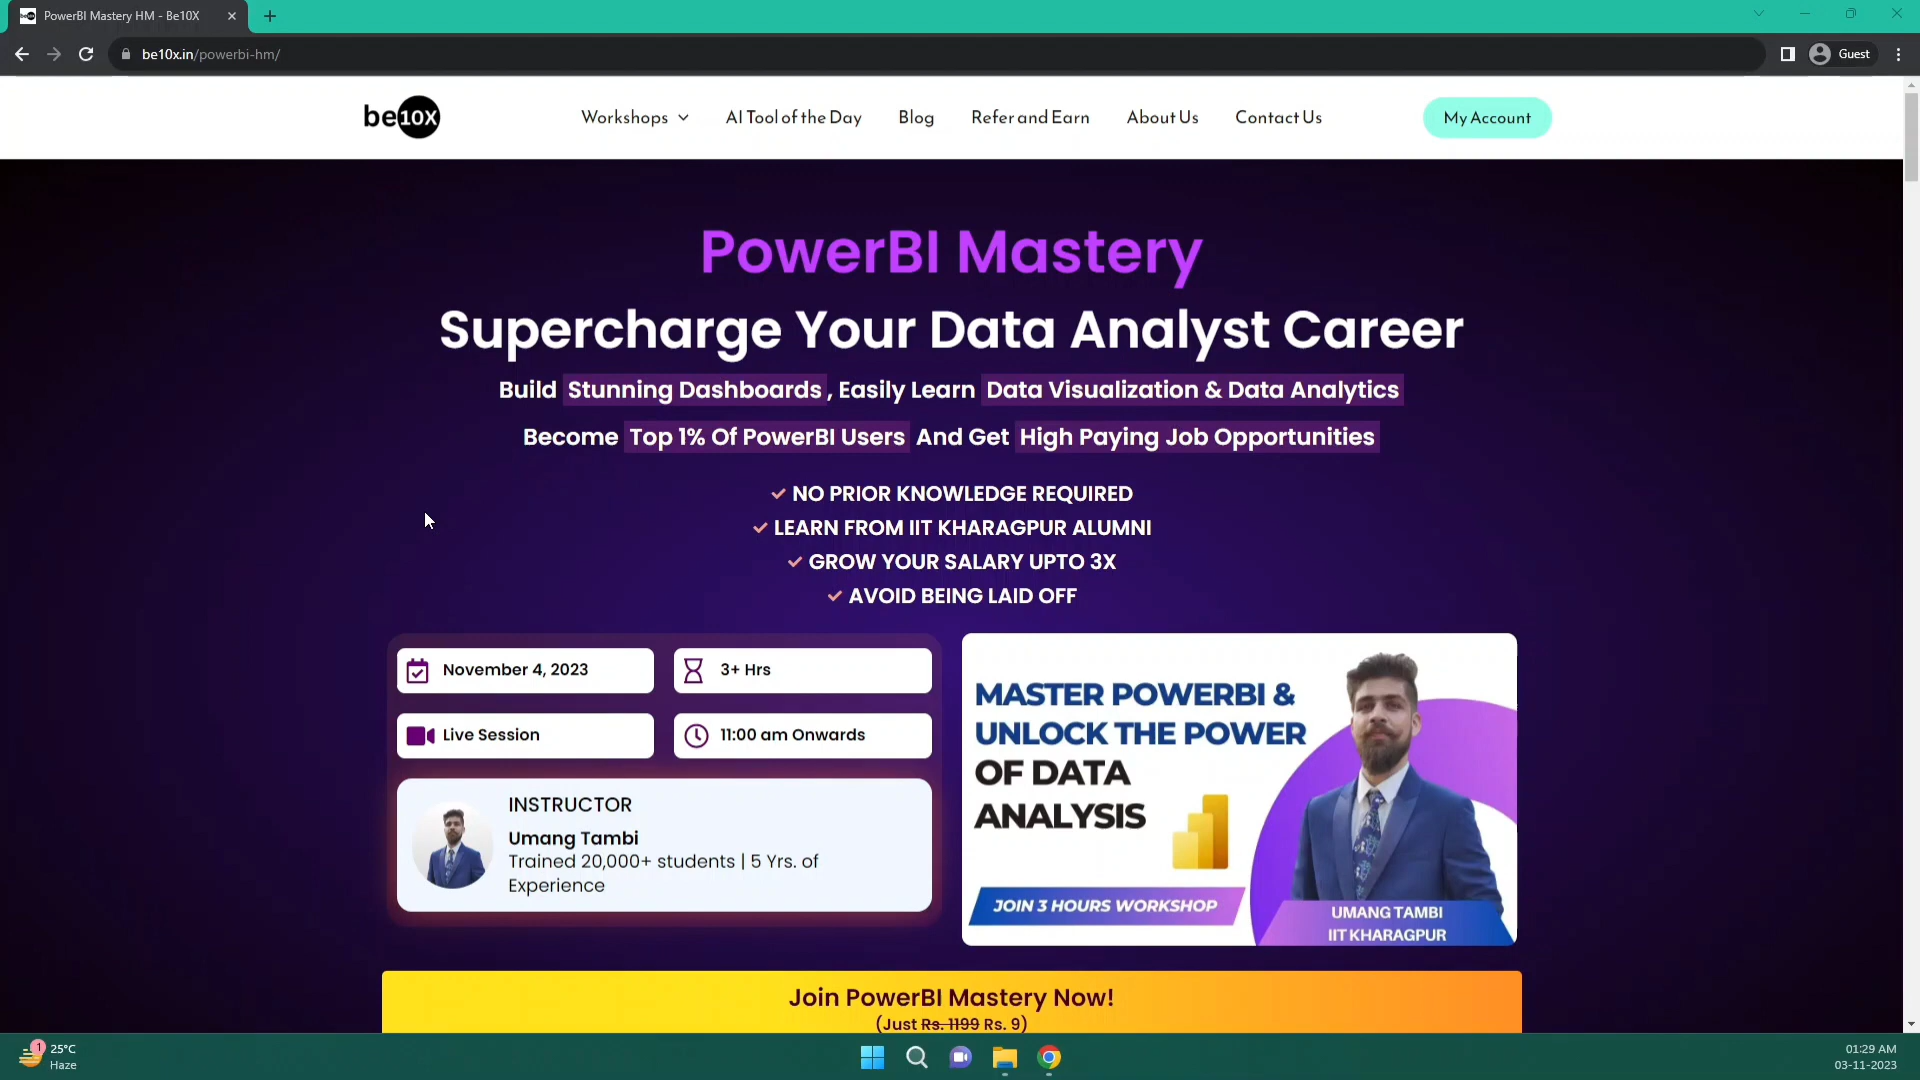 PowerBI Mastery HM - Be10X
be10x.in/powerbi-hm/
Guest
be10X
Workshops
AI Tool of the Day
Blog
Refer and Earn
About Us
Contact Us
My Account
PowerBI Mastery
Supercharge Your Data Analyst Career
Build Stunning Dashboards, Easily Learn Data Visualization & Data Analytics
Become Top 1% Of PowerBI Users And Get High Paying Job Opportunities
NO PRIOR KNOWLEDGE REQUIRED
LEARN FROM IIT KHARAGPUR ALUMNI
GROW YOUR SALARY UPTO 3X
AVOID BEING LAID OFF
November 4, 2023
3+ Hrs
Live Session
11:00 am Onwards
INSTRUCTOR
Umang Tambi
Trained 20,000+ students | 5 Yrs. of
Experience
MASTER POWERBI &
UNLOCK THE POWER
OF DATA
ANALYSIS
JOIN 3 HOURS WORKSHOP
UMANG TAMBI
IIT KHARAGPUR
Join PowerBI Mastery Now!
(Just Rs. 1199 Rs. 9)
1
25°C
Haze
01:29 AM
03-11-2023